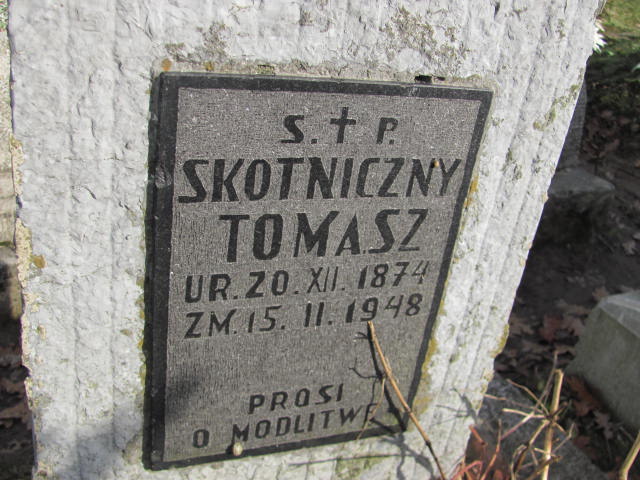 S. † P.
SKOTNICZNY
TOMASZ
UR. 20. XII. 1874
ZM. 15. II. 1948
PROSI
O MODLITWĘ